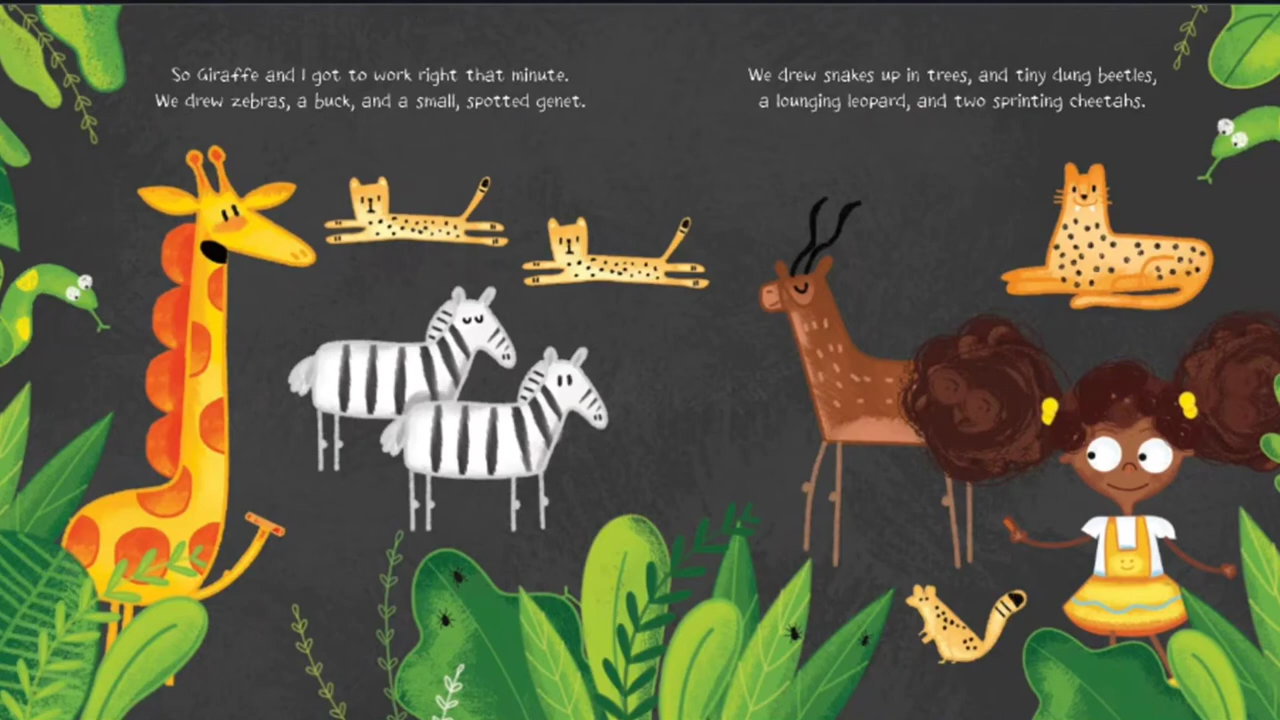 So Giraffe and I got to work right that minute.
We drew zebras, a buck, and a small, spotted genet.
We drew snakes up in trees, and tiny dung beetles,
a lounging leopard, and two sprinting cheetahs.